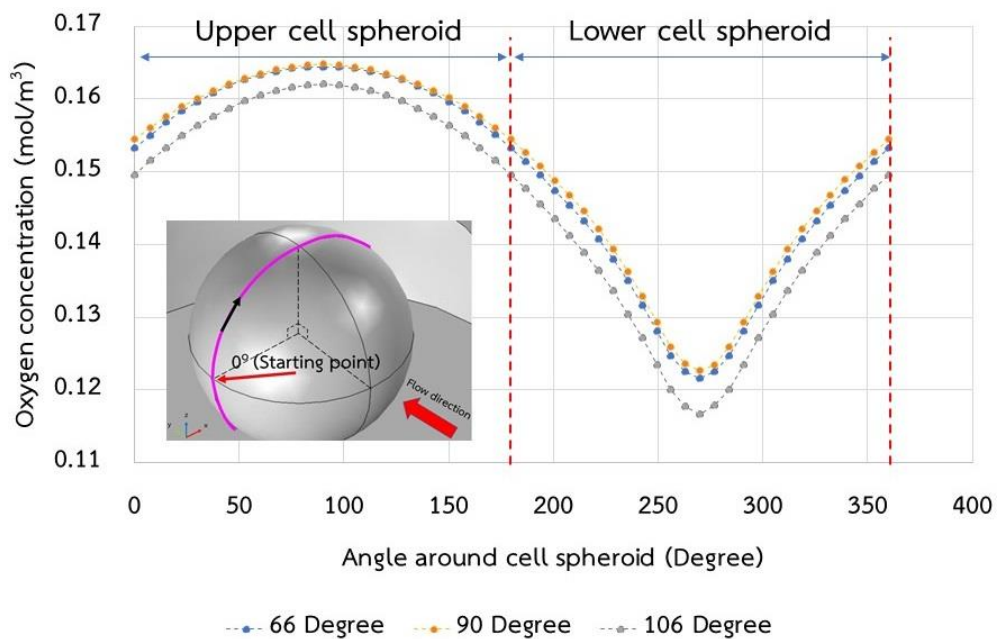 Upper cell spheroid
Lower cell spheroid
Oxygen concentration (mol/m³)
0.17
0.16
0.15
0.14
0.13
0.12
0.11
0⁰ (Starting point)
Flow direction
z
y
x
0 50 100 150 200 250 300 350 400
Angle around cell spheroid (Degree)
66 Degree 90 Degree 106 Degree